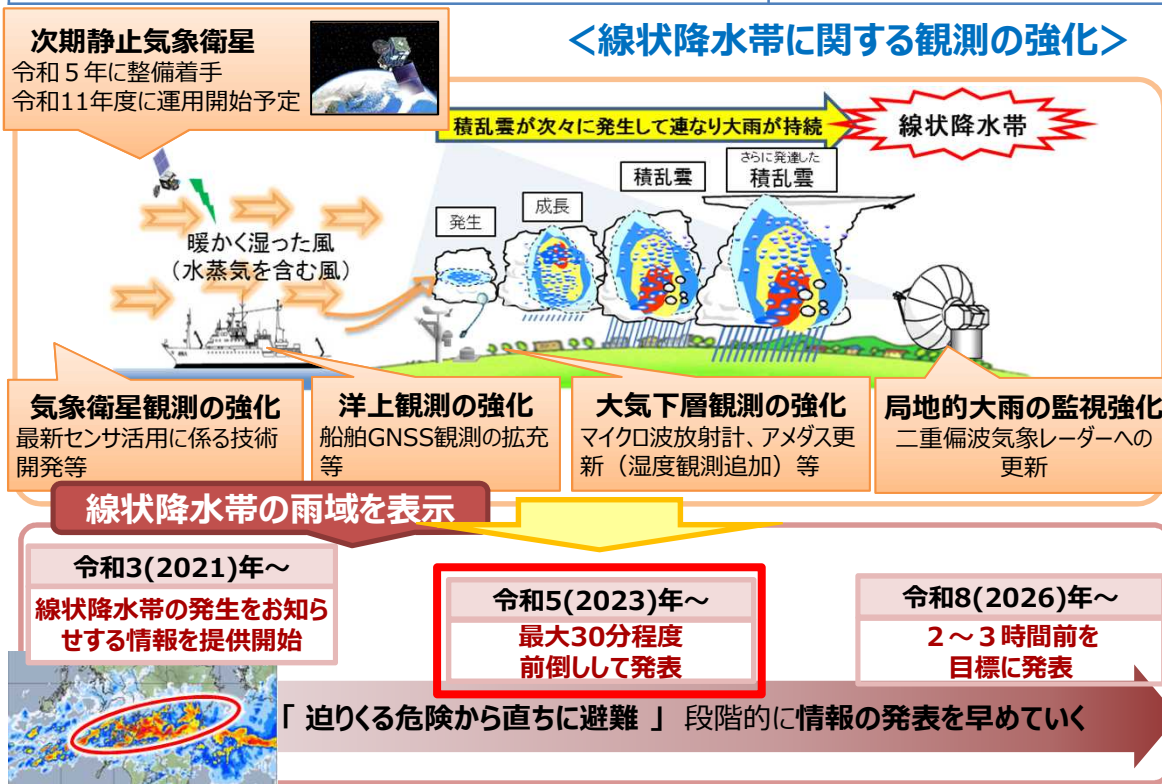 次期静止気象衛星
令和５年に整備着手
令和11年度に運用開始予定
＜線状降水帯に関する観測の強化＞
積乱雲が次々に発生して連なり大雨が持続
線状降水帯
さらに発達した
積乱雲
積乱雲
成長
発生
暖かく湿った風
（水蒸気を含む風）
気象衛星観測の強化
最新センサ活用に係る技術
開発等
洋上観測の強化
船舶GNSS観測の拡充
等
大気下層観測の強化
マイクロ波放射計、アメダス更
新（湿度観測追加）等
局地的大雨の監視強化
二重偏波気象レーダーへの
更新
線状降水帯の雨域を表示
令和3(2021)年～
線状降水帯の発生をお知ら
せする情報を提供開始
令和5(2023)年～
最大30分程度
前倒しして発表
令和8(2026)年～
２～３時間前を
目標に発表
「 迫りくる危険から直ちに避難 」 段階的に情報の発表を早めていく